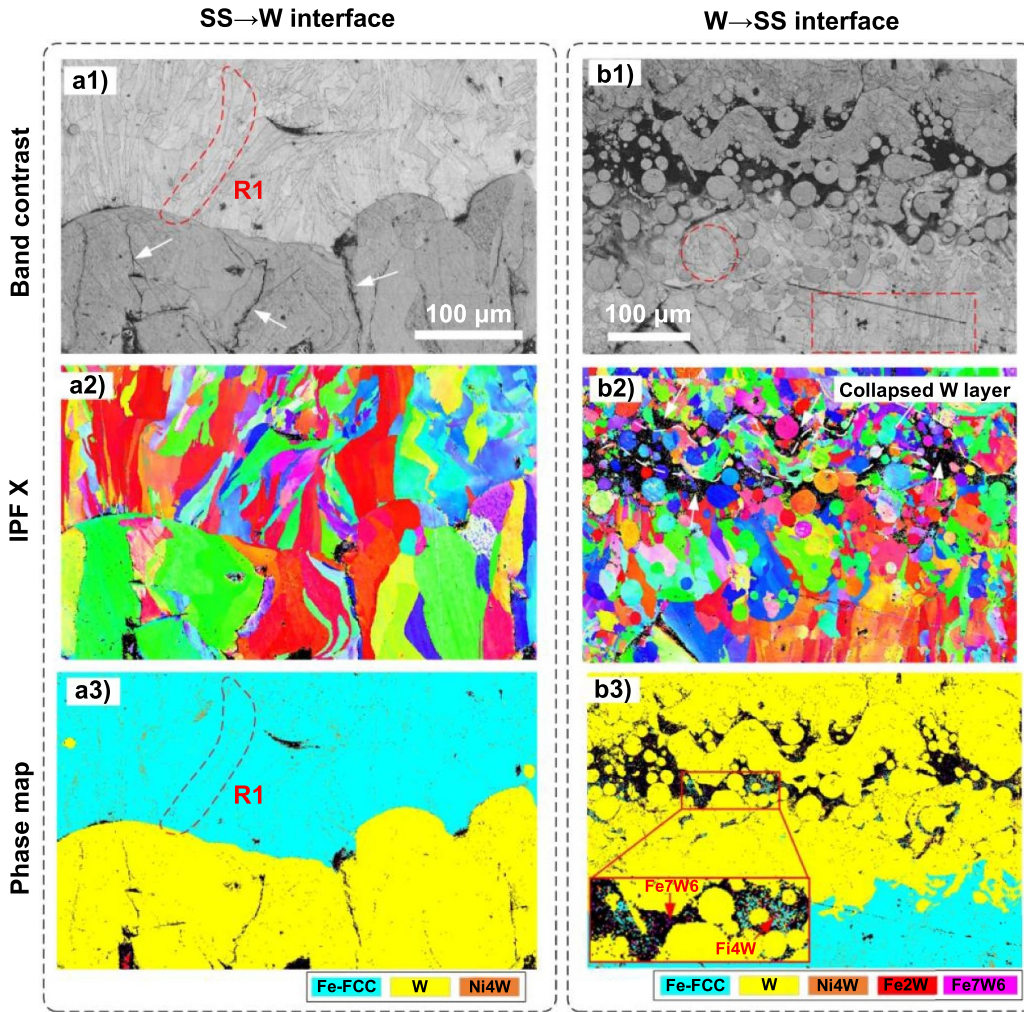 SS→W interface
W→SS interface
Band contrast
a1)
R1
100 μm
b1)
100 μm
IPF X
a2)
b2)
Collapsed W layer
Phase map
a3)
R1
b3)
Fe7W6
Fi4W
Fe-FCC W Ni4W
Fe-FCC W Ni4W Fe2W Fe7W6